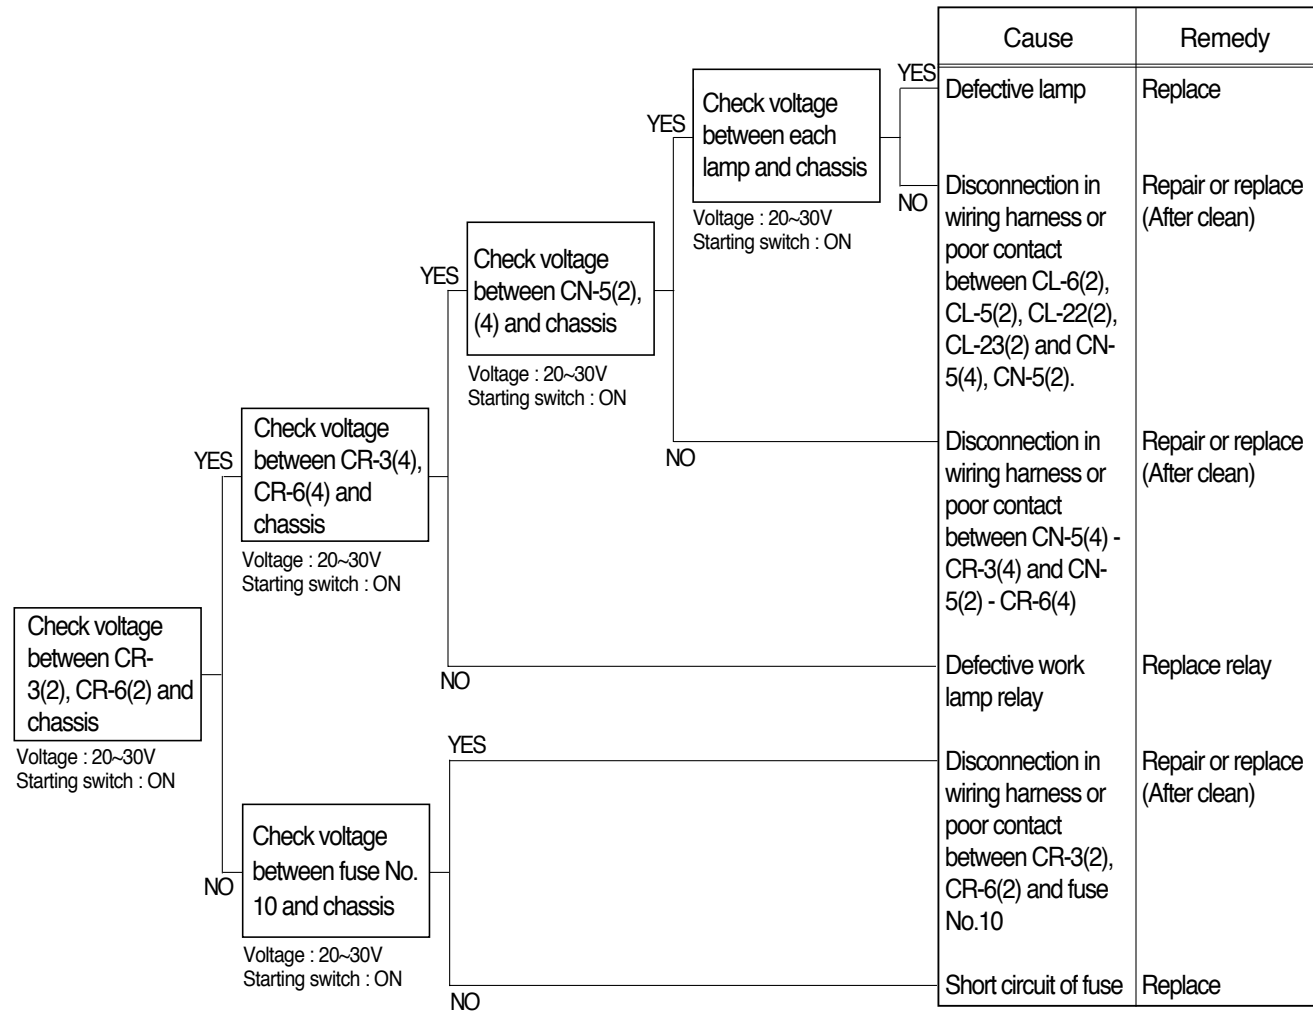 Cause
Remedy
YES
Defective lamp
Replace
Check voltage
between each
lamp and chassis
YES
NO
Voltage : 20~30V
Starting switch : ON
Disconnection in
wiring harness or
poor contact
between CL-6(2),
CL-5(2), CL-22(2),
CL-23(2) and CN-
5(4), CN-5(2).
Repair or replace
(After clean)
YES
Check voltage
between CN-5(2),
(4) and chassis
Voltage : 20~30V
Starting switch : ON
NO
Disconnection in
wiring harness or
poor contact
between CN-5(4) -
CR-3(4) and CN-
5(2) - CR-6(4)
Repair or replace
(After clean)
YES
Check voltage
between CR-3(4),
CR-6(4) and
chassis
Voltage : 20~30V
Starting switch : ON
NO
Defective work
lamp relay
Replace relay
Check voltage
between CR-
3(2), CR-6(2) and
chassis
Voltage : 20~30V
Starting switch : ON
YES
Disconnection in
wiring harness or
poor contact
between CR-3(2),
CR-6(2) and fuse
No.10
Repair or replace
(After clean)
NO
Check voltage
between fuse No.
10 and chassis
Voltage : 20~30V
Starting switch : ON
NO
Short circuit of fuse
Replace